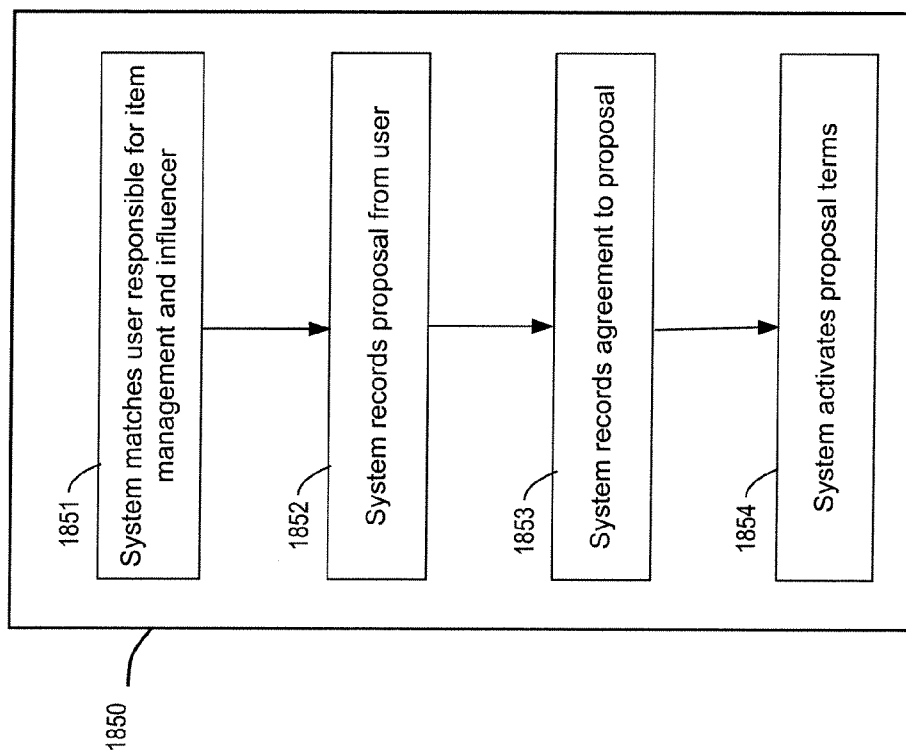 1850
1851
System matches user responsible for item
management and influencer
1852
System records proposal from user
1853
System records agreement to proposal
1854
System activates proposal terms